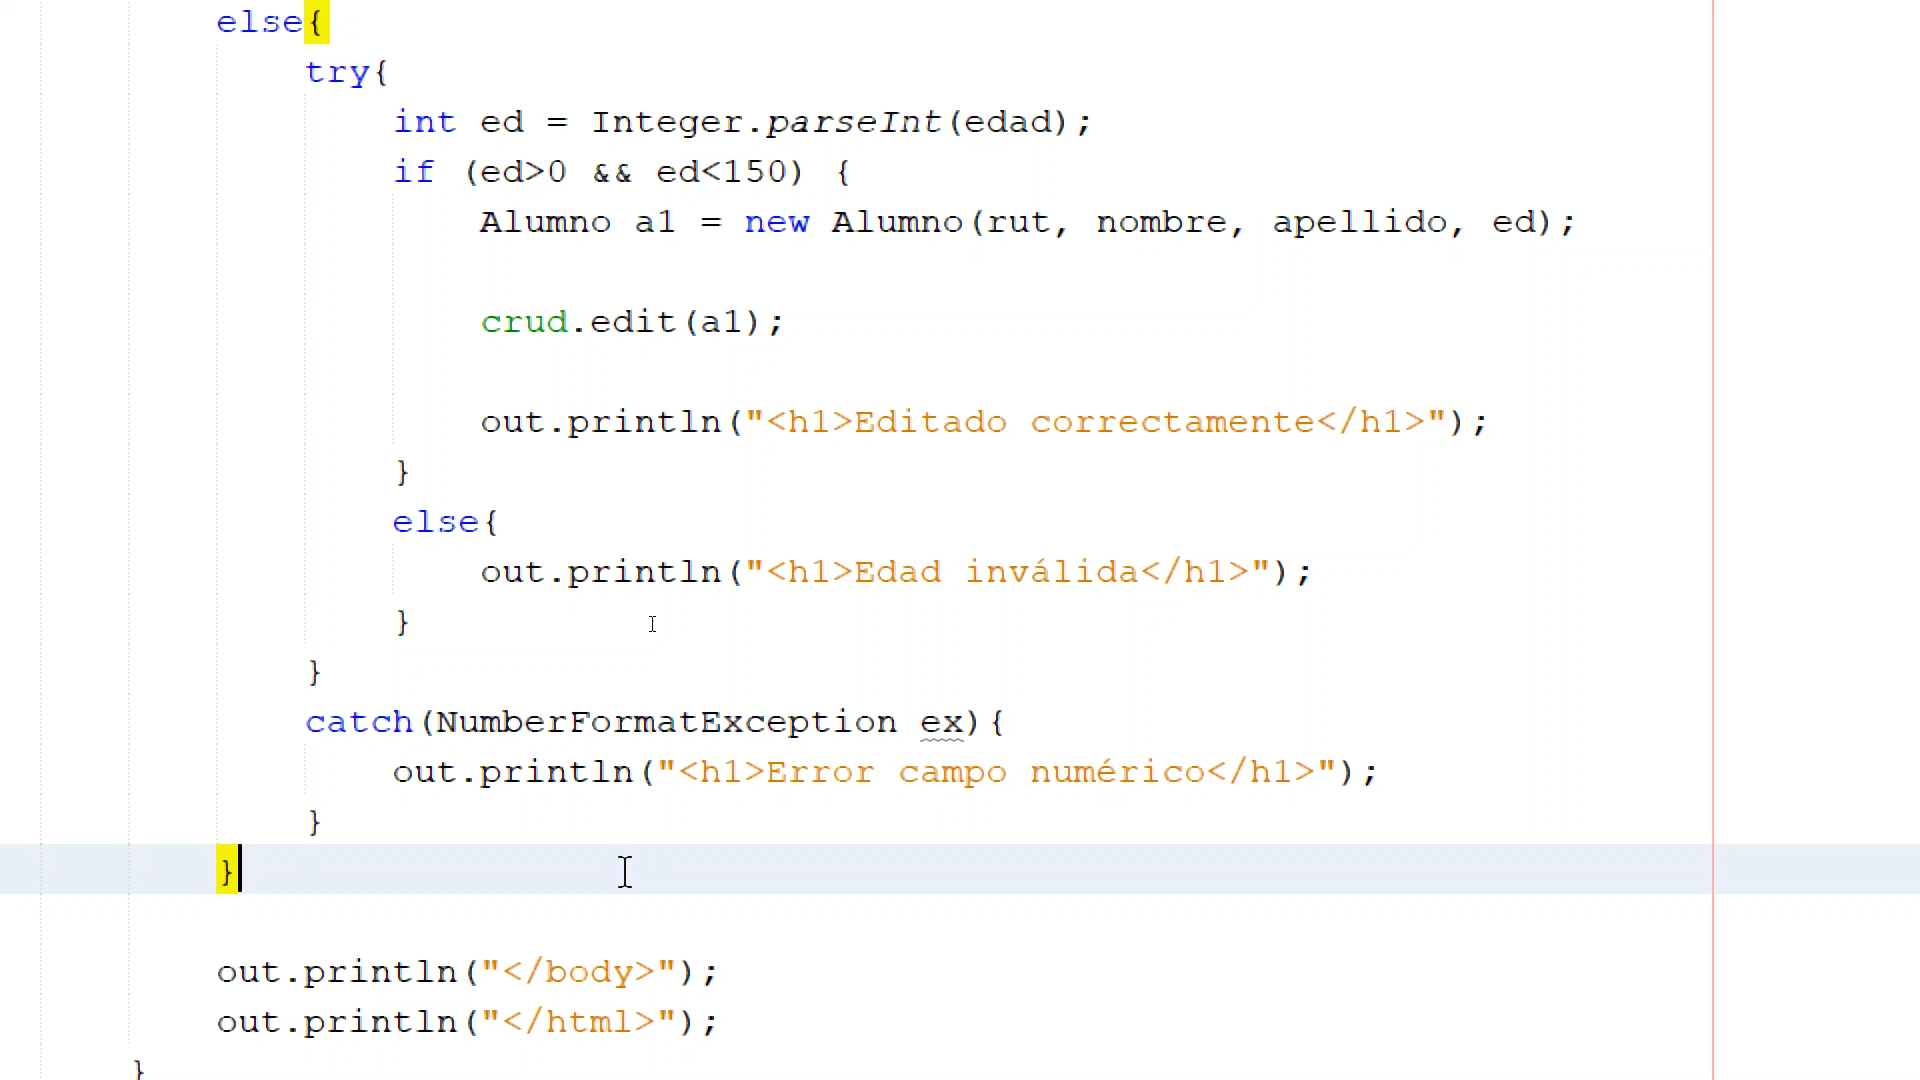 else{
try{
int ed = Integer.parseInt(edad);
if (ed>0 && ed<150) {
Alumno a1 = new Alumno(rut, nombre, apellido, ed);
crud.edit(a1);
out.println("<h1>Editado correctamente</h1>");
}
else{
out.println("<h1>Edad inválida</h1>");
}
}
catch(NumberFormatException ex){
out.println("<h1>Error campo numérico</h1>");
}
}
out.println("</body>");
out.println("</html>");
}